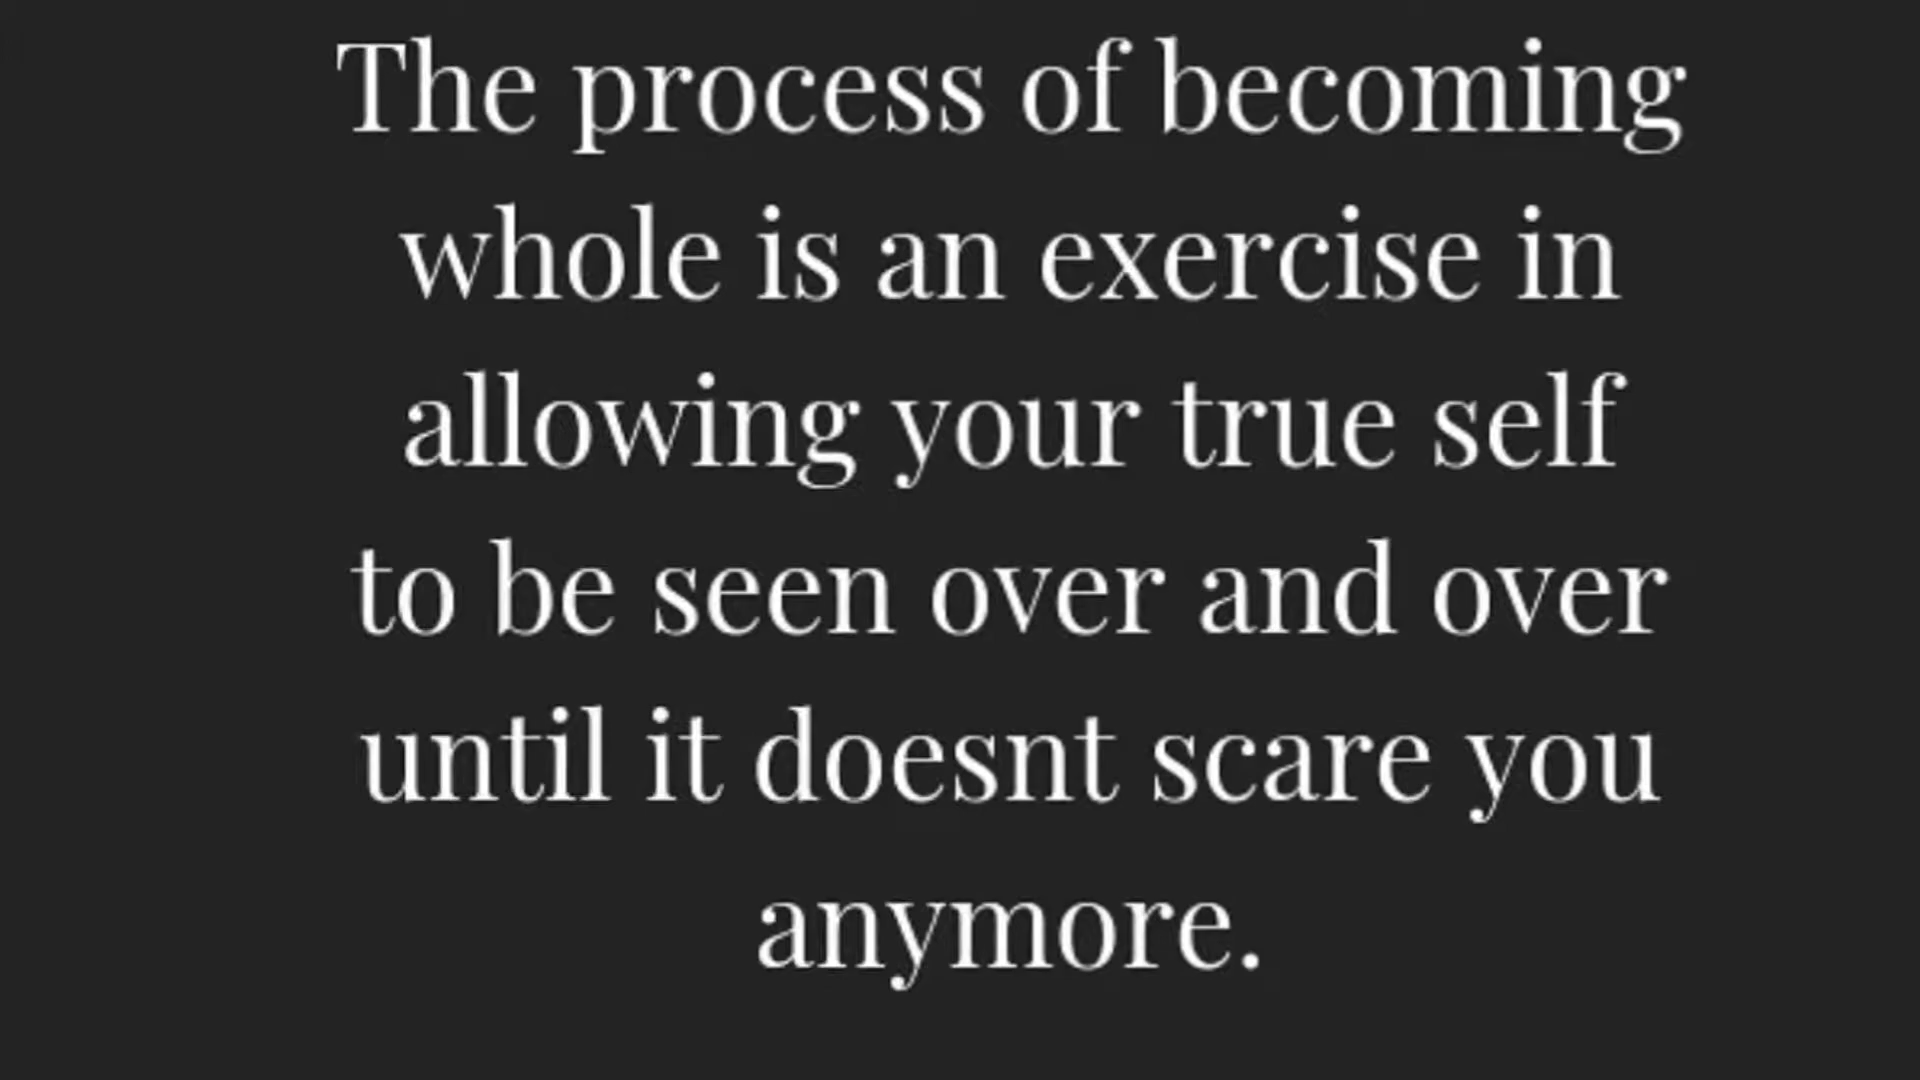 The process of becoming
whole is an exercise in
allowing your true self
to be seen over and over
until it doesnt scare you
anymore.